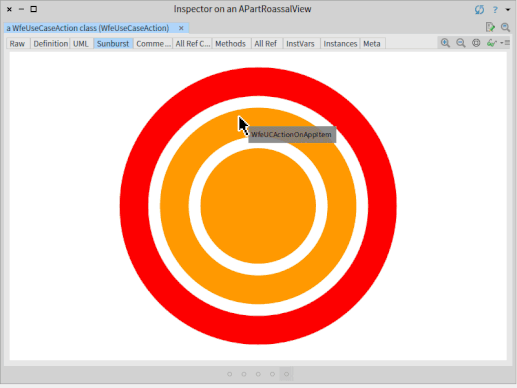 Inspector on an APartRoassalView
?
a WfeUseCaseAction class (WfeUseCaseAction) ×
Raw Definition UML Sunburst Comme ... All Ref C... Methods All Ref InstVars Instances Meta
WfeUCActionOnAppItem